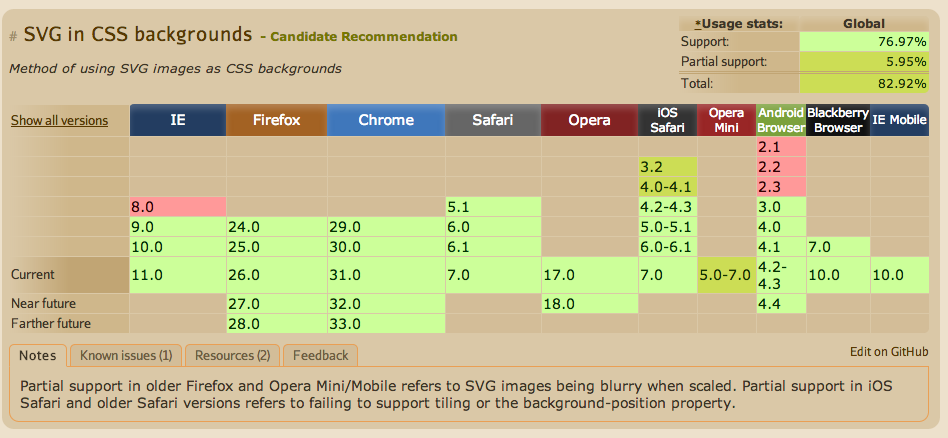 # SVG in CSS backgrounds - Candidate Recommendation
*Usage stats: Global
Support: 76.97%
Partial support: 5.95%
Total: 82.92%
Method of using SVG images as CSS backgrounds
Show all versions IE Firefox Chrome Safari Opera iOS Safari Opera Mini Android Browser Blackberry Browser IE Mobile
2.1
3.2 2.2
4.0-4.1 2.3
8.0 5.1 4.2-4.3 3.0
9.0 24.0 29.0 6.0 5.0-5.1 4.0
10.0 25.0 30.0 6.1 6.0-6.1 4.1 7.0
Current 11.0 26.0 31.0 7.0 17.0 7.0 5.0-7.0 4.2-4.3 10.0 10.0
Near future 27.0 32.0 18.0 4.4
Farther future 28.0 33.0
Notes Known issues (1) Resources (2) Feedback Edit on GitHub
Partial support in older Firefox and Opera Mini/Mobile refers to SVG images being blurry when scaled. Partial support in iOS
Safari and older Safari versions refers to failing to support tiling or the background-position property.